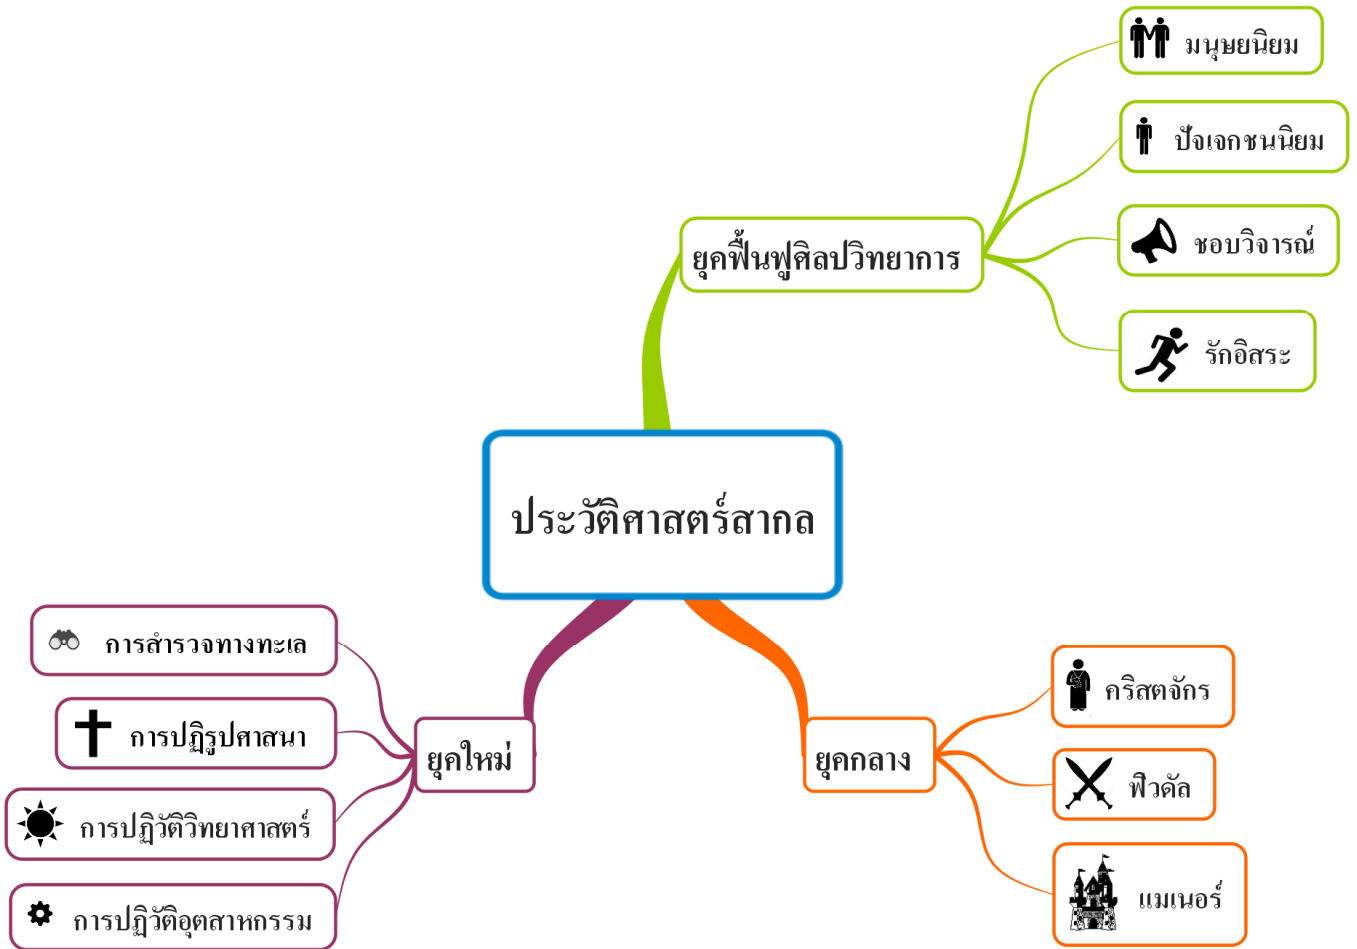 มนุษยนิยม
ปัจเจกชนนิยม
ชอบวิจารณ์
รักอิสระ
ยุคฟื้นฟูศิลปวิทยาการ
ประวัติศาสตร์สากล
การสำรวจทางทะเล
การปฏิรูปศาสนา
การปฏิวัติวิทยาศาสตร์
การปฏิวัติอุตสาหกรรม
ยุคใหม่
ยุคกลาง
คริสตจักร
ฟิวดัล
แมเนอร์